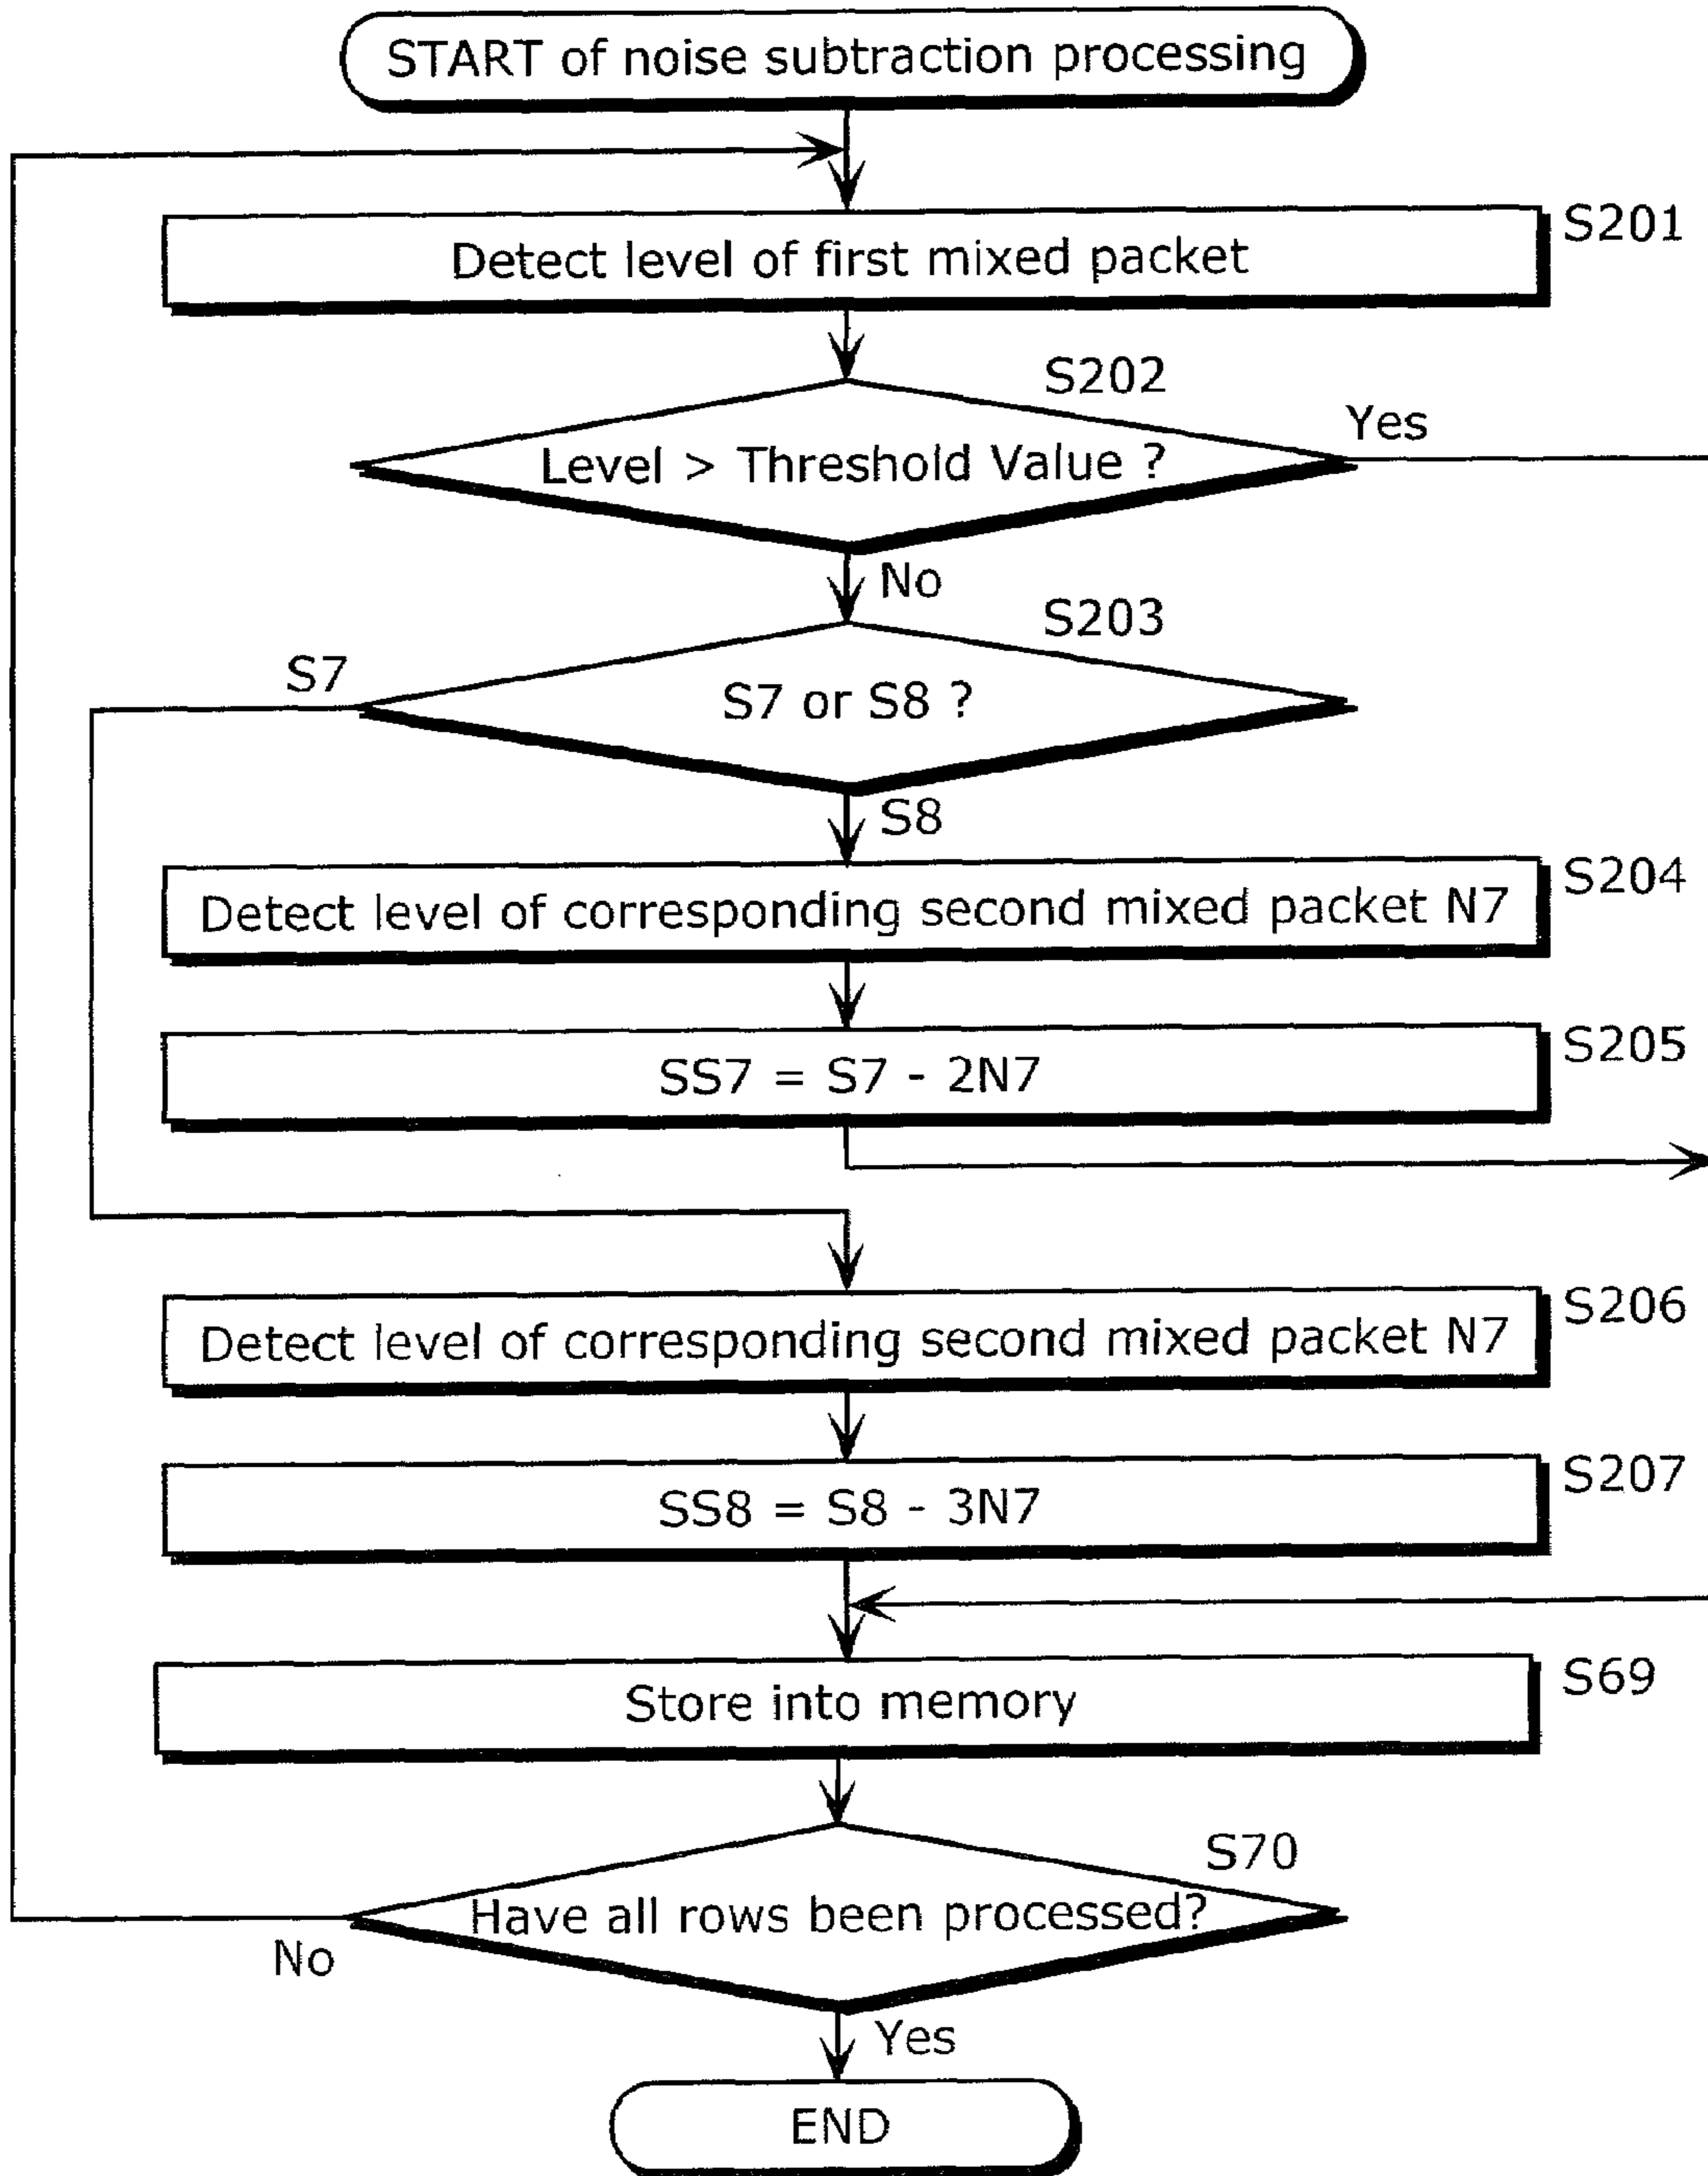 START of noise subtraction processing
S201
Detect level of first mixed packet
S202
Yes
Level > Threshold Value ?
No
S203
S7
S7 or S8 ?
S8
S204
Detect level of corresponding second mixed packet N7
S205
SS7 = S7 - 2N7
S206
Detect level of corresponding second mixed packet N7
S207
SS8 = S8 - 3N7
S69
Store into memory
S70
Have all rows been processed?
No
Yes
END